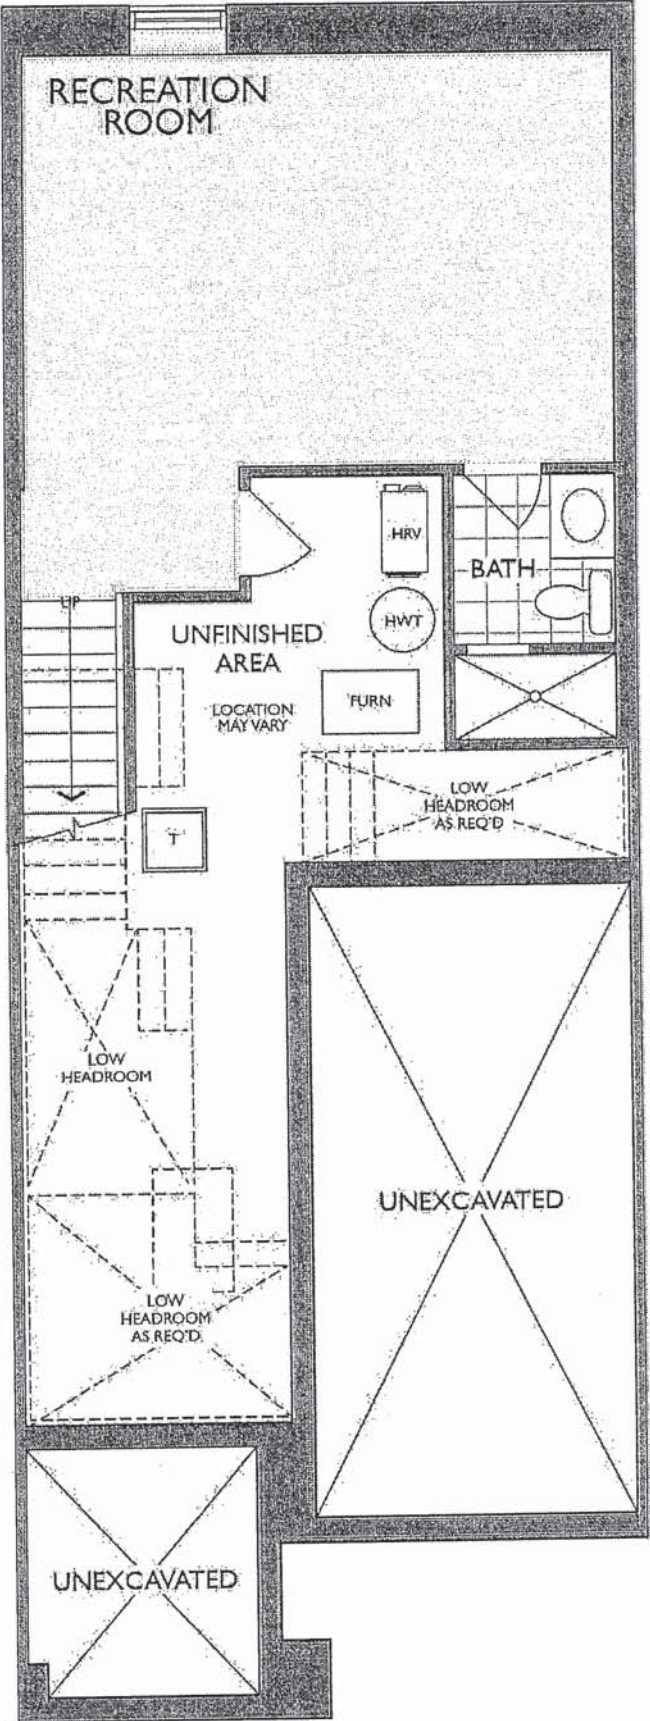 RECREATION
ROOM
HRV
BATH
UP
HWT
UNFINISHED
AREA
FURN
LOCATION
MAY VARY
LOW
HEADROOM
AS REQ'D
T
LOW
HEADROOM
UNEXCAVATED
LOW
HEADROOM
AS REQ'D
UNEXCAVATED